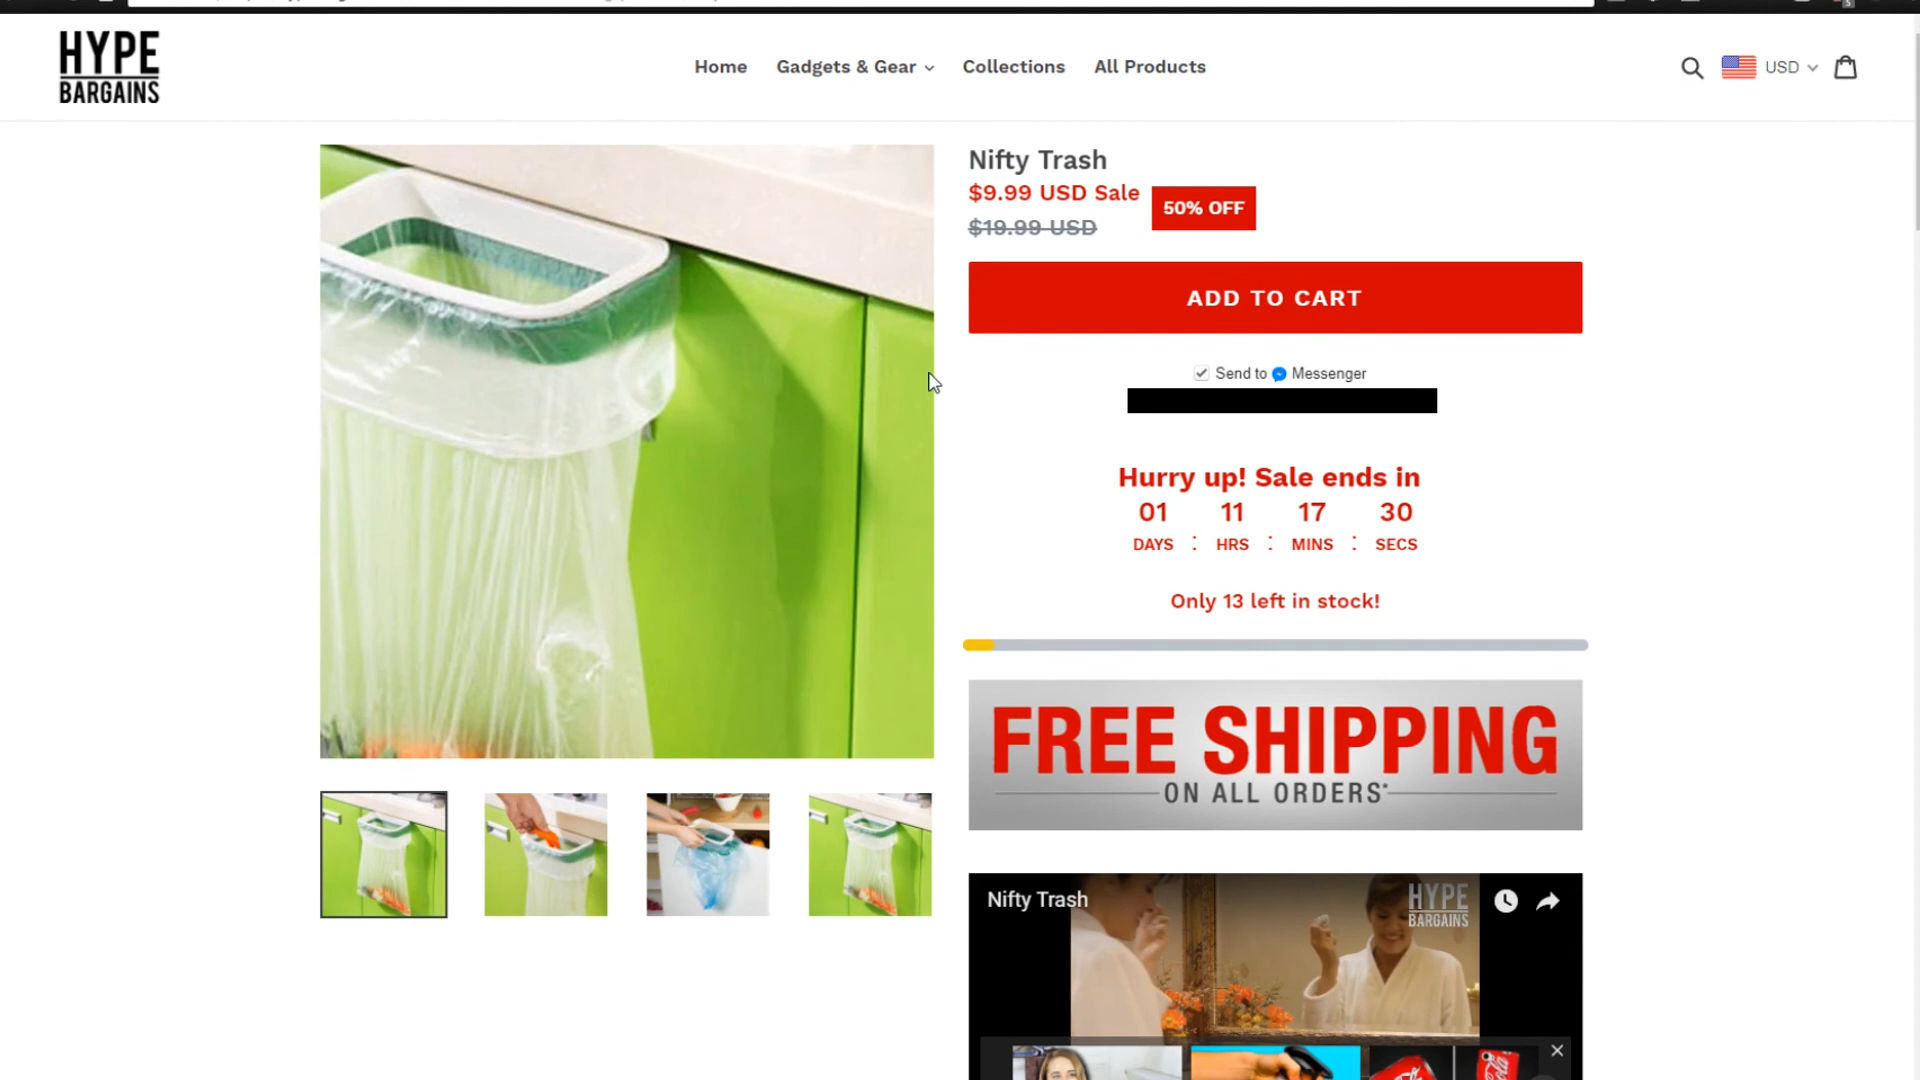 HYPE
BARGAINS
Home
Gadgets & Gear
Collections
All Products
USD
Nifty Trash
$9.99 USD Sale
$19.99 USD
50% OFF
ADD TO CART
Send to Messenger
Hurry up! Sale ends in
01 11 17 30
DAYS : HRS : MINS : SECS
Only 13 left in stock!
FREE SHIPPING
ON ALL ORDERS*
Nifty Trash
HYPE
BARGAINS